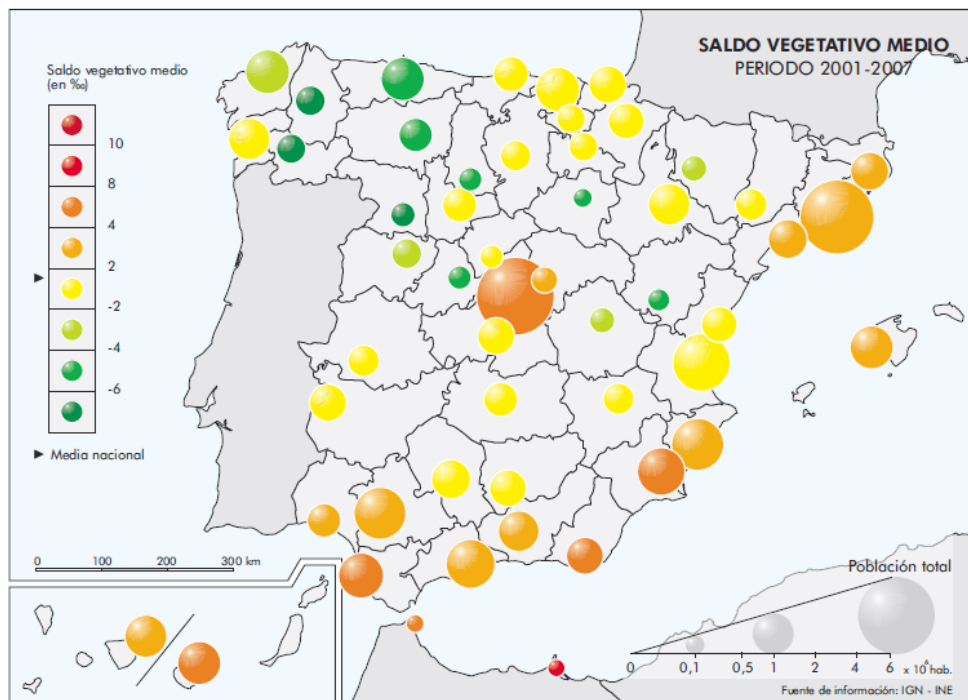 SALDO VEGETATIVO MEDIO
PERIODO 2001-2007
Saldo vegetativo medio
(en ‰)
10
8
4
2
-2
-4
-6
► Media nacional
0 100 200 300 km
Población total
0 0,1 0,5 1 2 4 6 x 10⁶ hab.
Fuente de información: IGN - INE